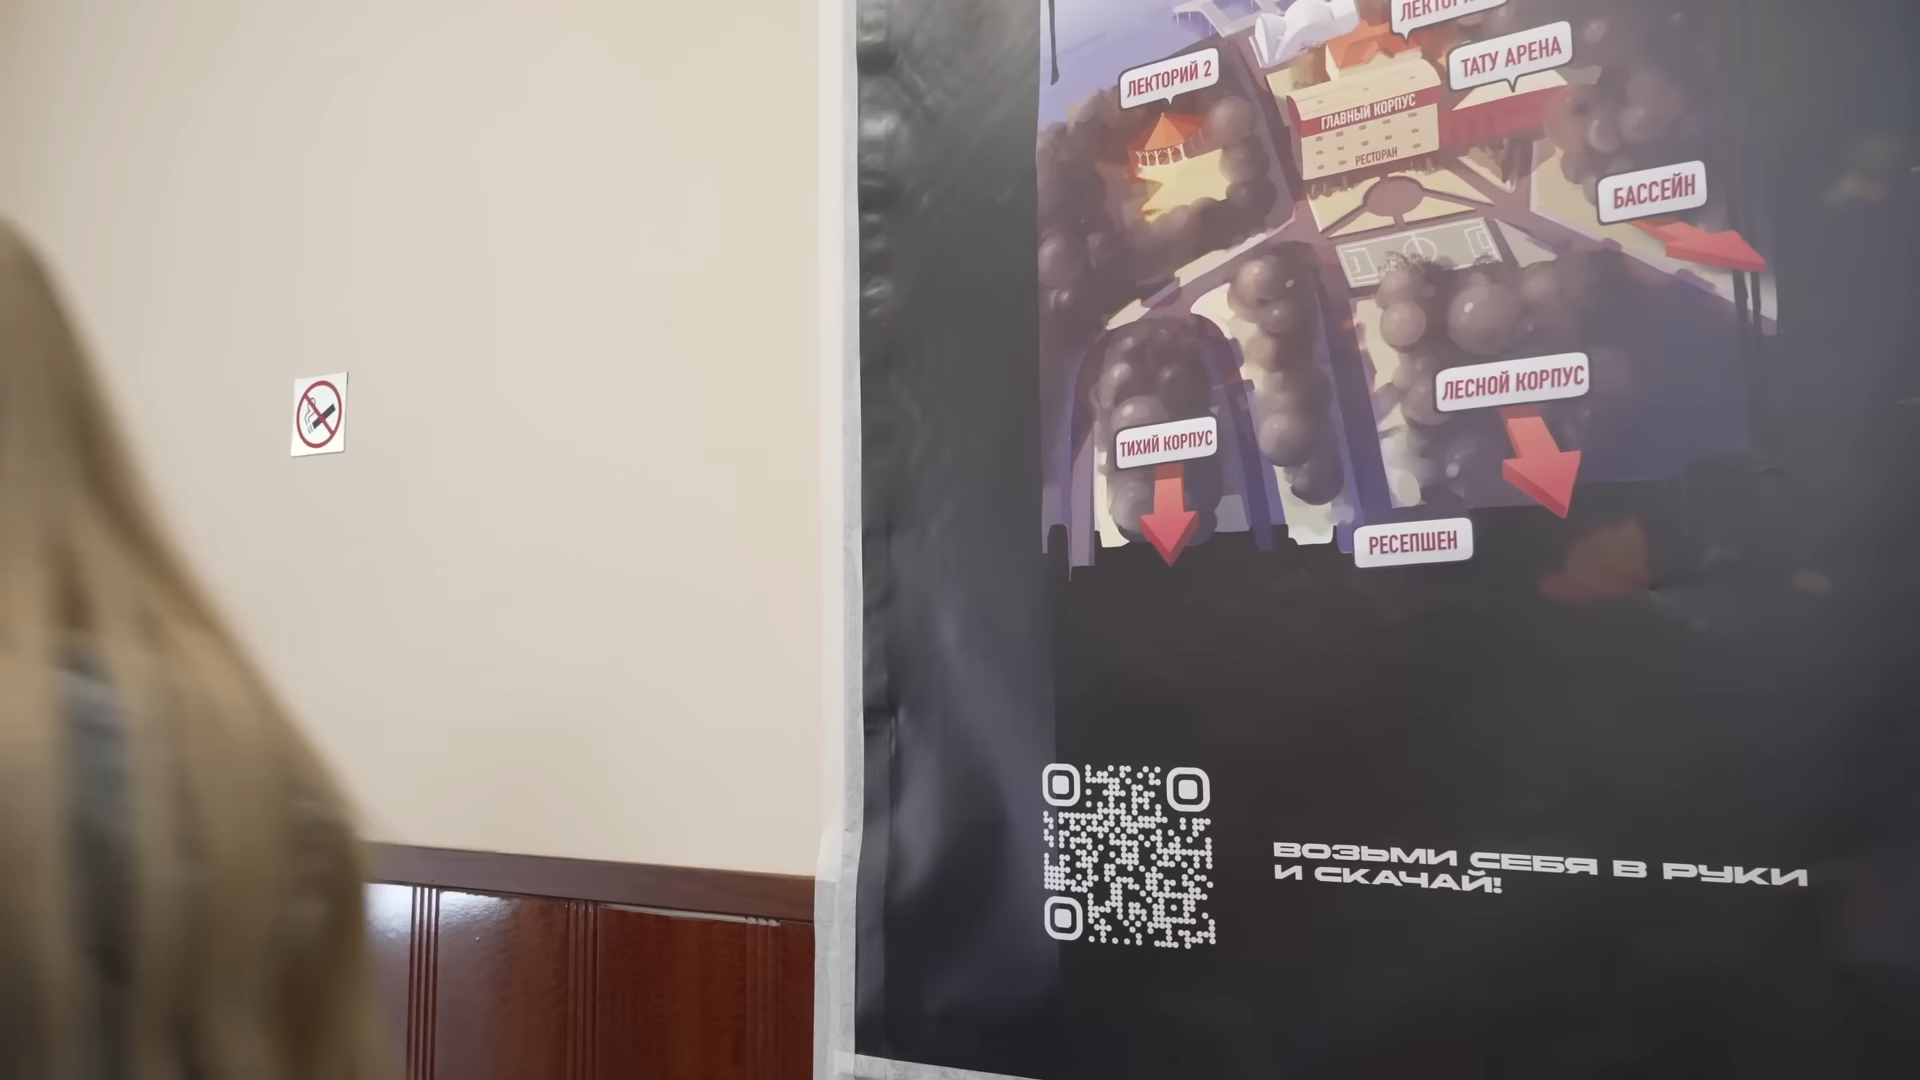 ЛЕКТОРИЙ 2
ТАТУ АРЕНА
ГЛАВНЫЙ КОРПУС
РЕСТОРАН
БАССЕЙН
ЛЕСНОЙ КОРПУС
ТИХИЙ КОРПУС
РЕСЕПШЕН
ВОЗЬМИ СЕБЯ В РУКИ
И СКАЧАЙ!